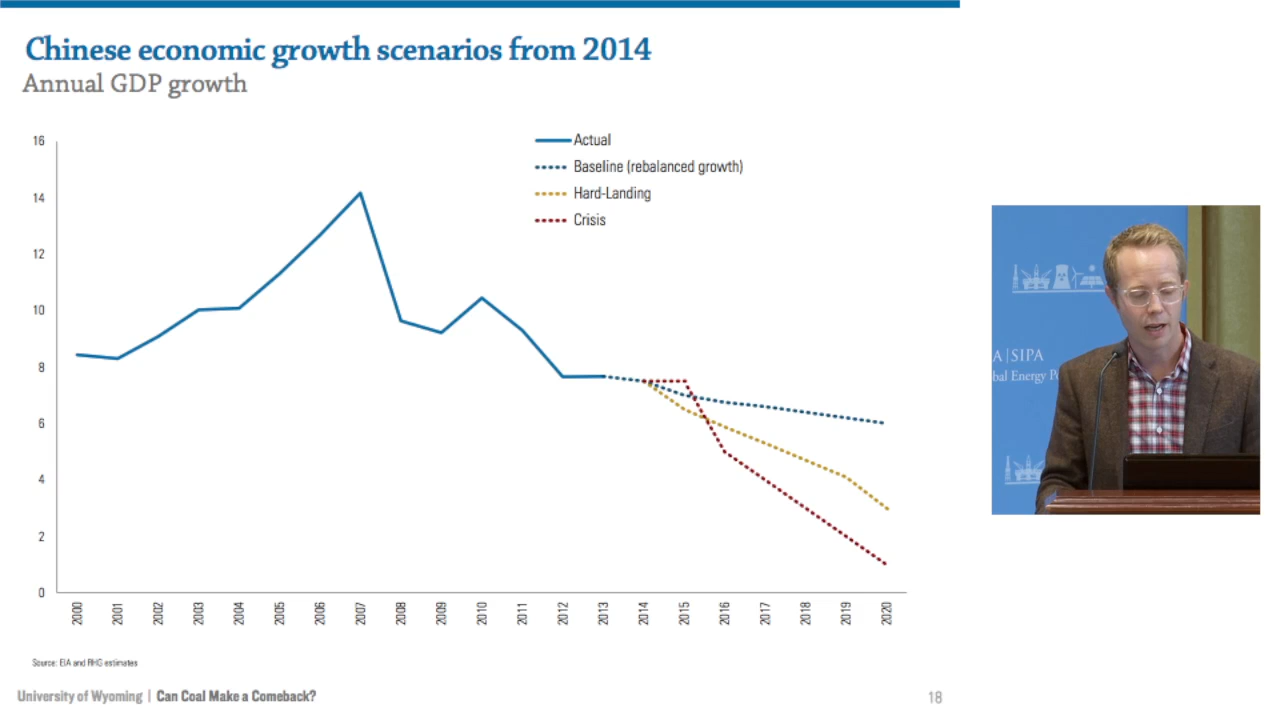 Chinese economic growth scenarios from 2014
Annual GDP growth
Actual
Baseline (rebalanced growth)
Hard-Landing
Crisis
16
14
12
10
8
6
4
2
0
2000 2001 2002 2003 2004 2005 2006 2007 2008 2009 2010 2011 2012 2013 2014 2015 2016 2017 2018 2019 2020
A | SIPA
bal Energy
Source: EIA and RHG estimates
University of Wyoming | Can Coal Make a Comeback?
18